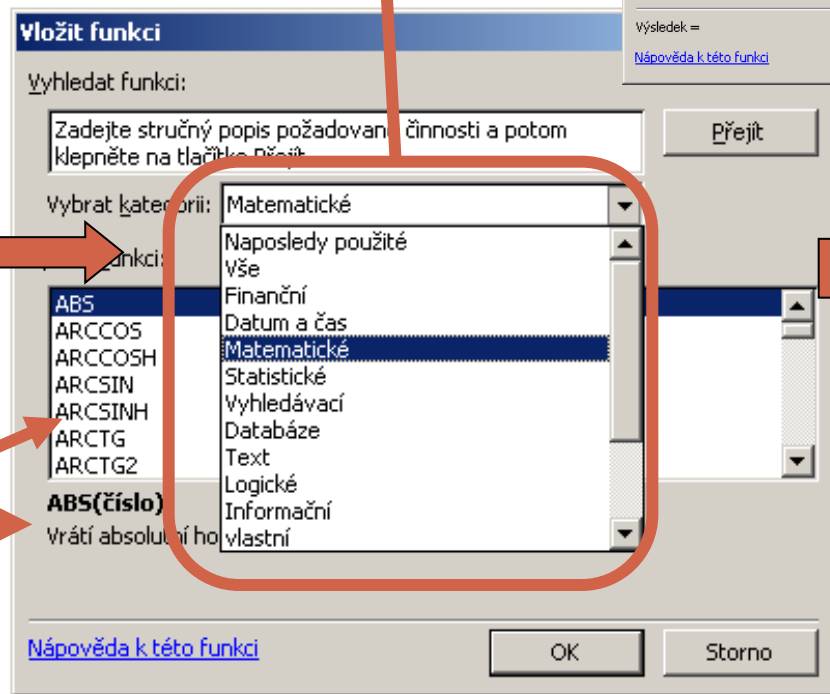 Výsledek =
Nápověda k této funkci
Vložit funkci
Vyhledat funkci:
Zadejte stručný popis požadované činnosti a potom
klepněte na tlačítko Přejít
Přejít
Vybrat kategorii: Matematické
Naposledy použité
Vše
Finanční
Datum a čas
Matematické
Statistické
Vyhledávací
Databáze
Text
Logické
Informační
vlastní
funkci:
ABS
ARCCOS
ARCCOSH
ARCSIN
ARCSINH
ARCTG
ARCTG2
ABS(číslo)
Vrátí absolutní
Nápověda k této funkci
OK
Storno